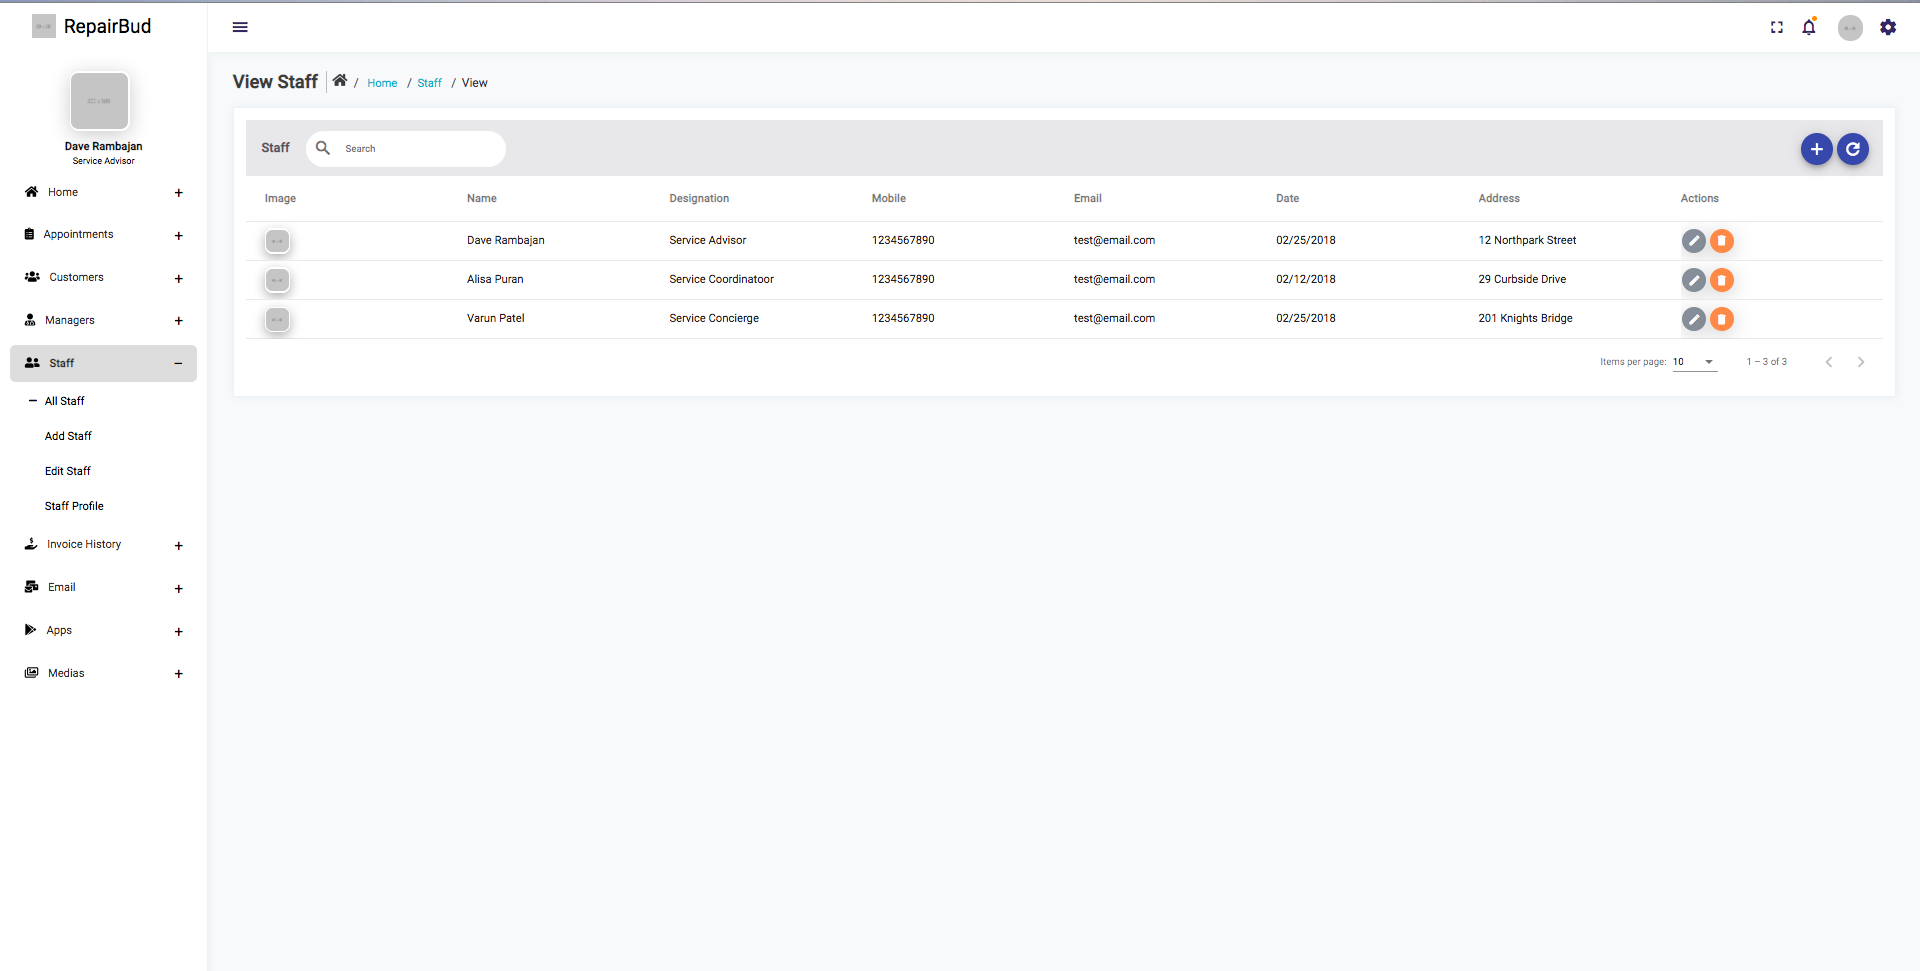 RepairBud
Dave Rambajan
Service Advisor
Home
Appointments
Customers
Managers
Staff
All Staff
Add Staff
Edit Staff
Staff Profile
Invoice History
Email
Apps
Medias
View Staff / Home / Staff / View
Staff Search
Image Name Designation Mobile Email Date Address Actions
Dave Rambajan Service Advisor 1234567890 test@email.com 02/25/2018 12 Northpark Street
Alisa Puran Service Coordinatoor 1234567890 test@email.com 02/12/2018 29 Curbside Drive
Varun Patel Service Concierge 1234567890 test@email.com 02/25/2018 201 Knights Bridge
Items per page: 10 1 – 3 of 3